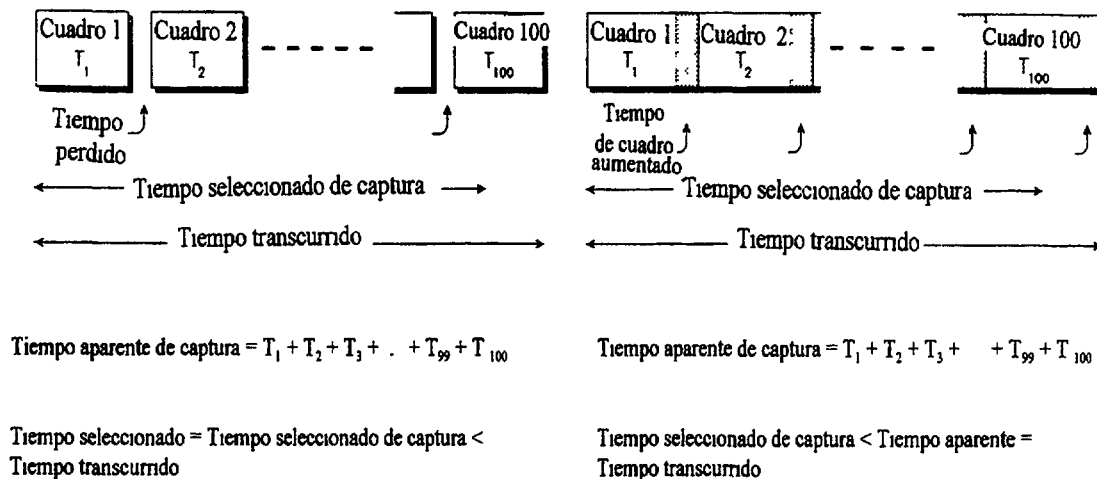 Cuadro 1
T1
Cuadro 2
T2
Cuadro 100
T100
Tiempo
perdido
Tiempo seleccionado de captura
Tiempo transcurrido
Tiempo aparente de captura = T1 + T2 + T3 + . + T99 + T 100
Tiempo seleccionado = Tiempo seleccionado de captura <
Tiempo transcurrido
Cuadro 1
T1
Cuadro 2
T2
Cuadro 100
T100
Tiempo
de cuadro
aumentado
Tiempo seleccionado de captura
Tiempo transcurrido
Tiempo aparente de captura = T1 + T2 + T3 + + T99 + T 100
Tiempo seleccionado de captura < Tiempo aparente =
Tiempo transcurrido